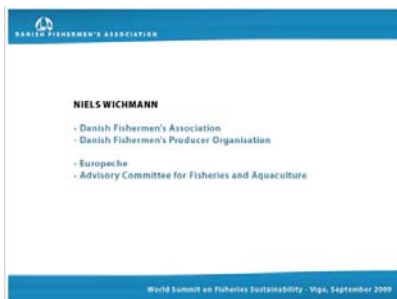 DANISH FISHERMEN'S ASSOCIATION
NIELS WICHMANN
- Danish Fishermen's Association
- Danish Fishermen's Producer Organisation
- Europeche
- Advisory Committee for Fisheries and Aquaculture
World Summit on Fisheries Sustainability - Vigo, September 2009